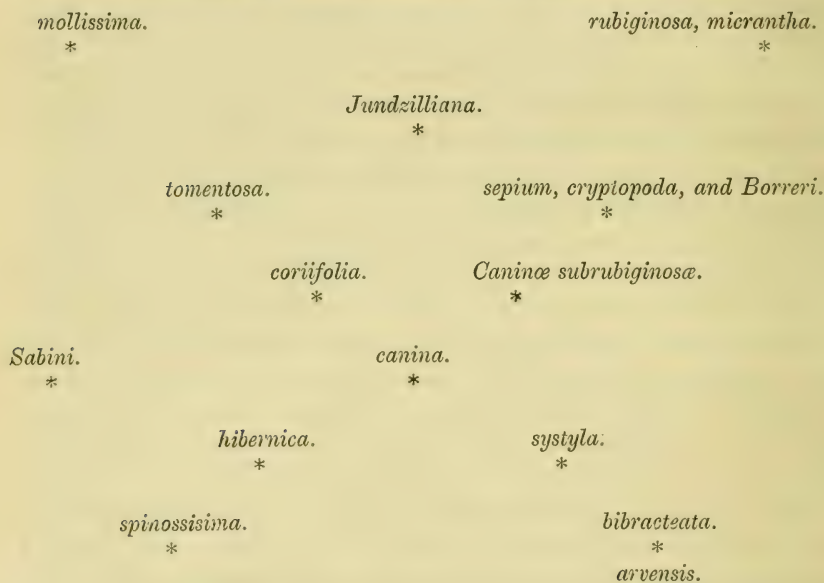 mollissima. rubiginosa, micrantha.
* *
Jundzilliana.
*
tomentosa. sepium, cryptopoda, and Borreri.
* *
coriifolia. Caninæ subrubiginosæ.
* *
Sabini. canina.
* *
hibernica. systyla.
* *
spinossisima. bibracteata.
* *
arvensis.